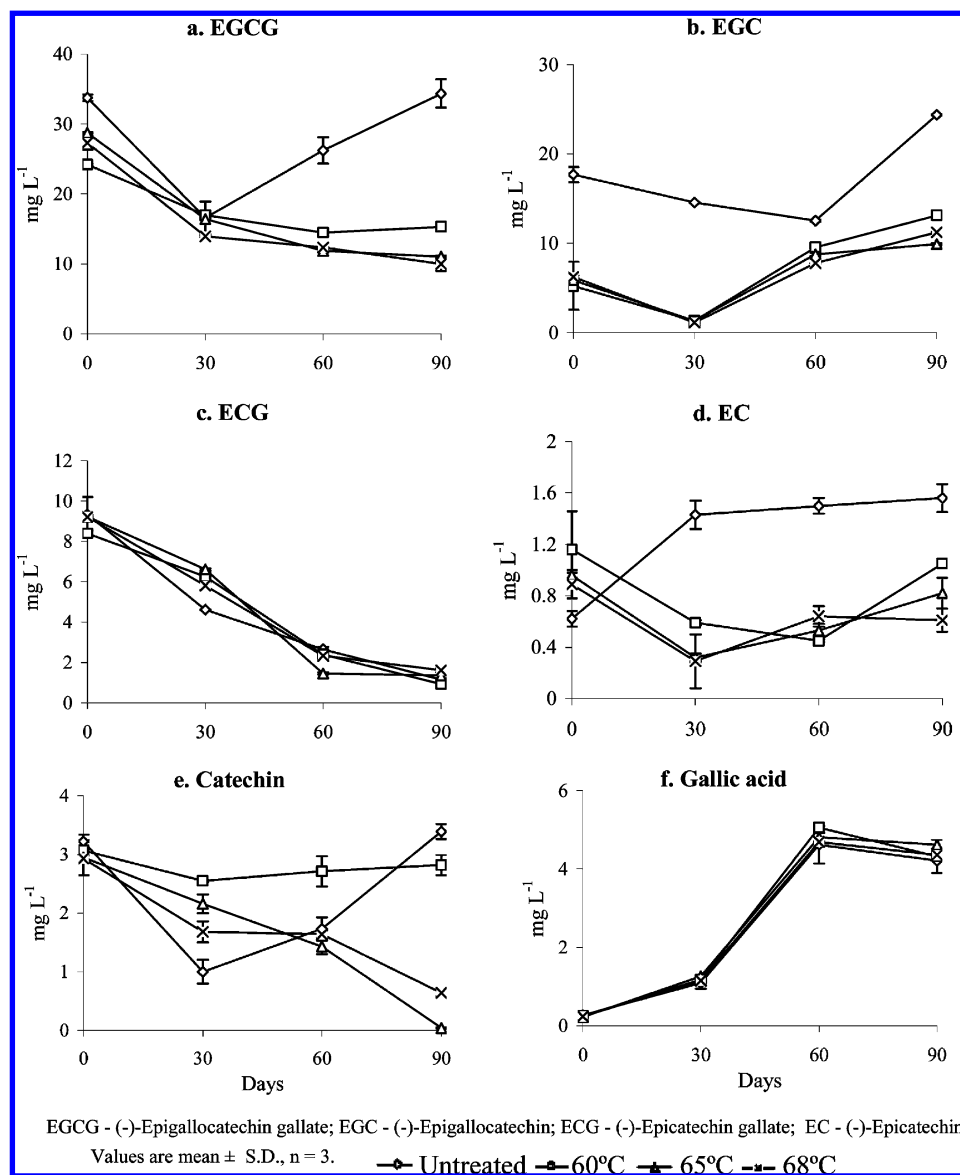 a. EGCG
40
30
20
10
0
mg L-1
0 30 60 90
b. EGC
30
20
10
0
mg L-1
0 30 60 90
c. ECG
12
10
8
6
4
2
0
mg L-1
0 30 60 90
d. EC
2
1.6
1.2
0.8
0.4
0
mg L-1
0 30 60 90
e. Catechin
4
3
2
1
0
mg L-1
0 30 60 90
Days
f. Gallic acid
6
4
2
0
mg L-1
0 30 60 90
Days
EGCG - (-)-Epigallocatechin gallate; EGC - (-)-Epigallocatechin; ECG - (-)-Epicatechin gallate; EC - (-)-Epicatechin
Values are mean ± S.D., n = 3.
Untreated 60ºC 65ºC 68ºC